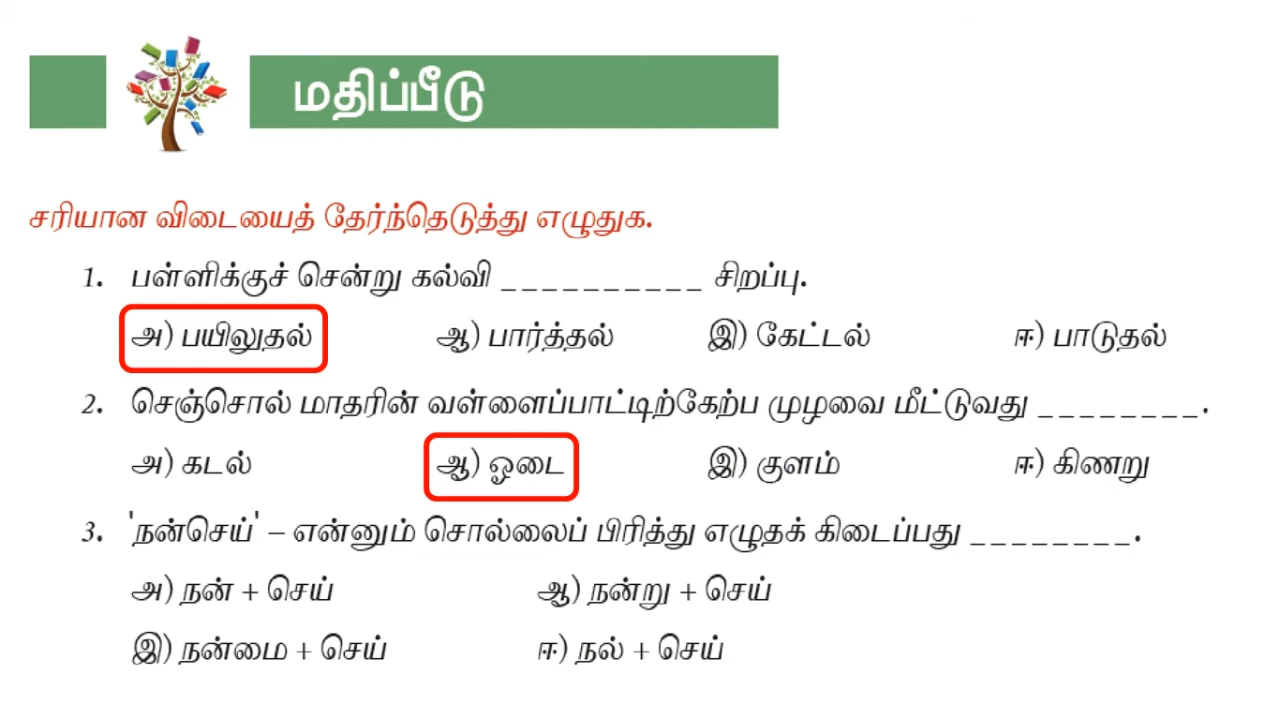 மதிப்பீடு
சரியான விடையைத் தேர்ந்தெடுத்து எழுதுக.
1. பள்ளிக்குச் சென்று கல்வி __________ சிறப்பு.
அ) பயிலுதல் ஆ) பார்த்தல் இ) கேட்டல் ஈ) பாடுதல்
2. செஞ்சொல் மாதரின் வள்ளைப்பாட்டிற்கேற்ப முழவை மீட்டுவது ________.
அ) கடல் ஆ) ஓடை இ) குளம் ஈ) கிணறு
3. 'நன்செய்' – என்னும் சொல்லைப் பிரித்து எழுதக் கிடைப்பது ________.
அ) நன் + செய் ஆ) நன்று + செய்
இ) நன்மை + செய் ஈ) நல் + செய்